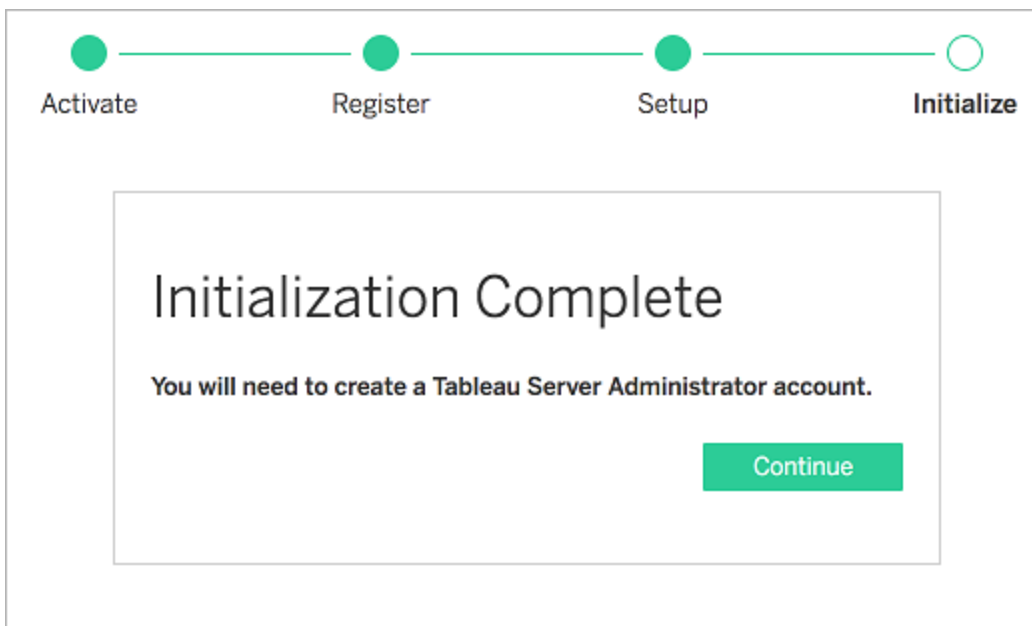 Activate Register Setup Initialize
Initialization Complete
You will need to create a Tableau Server Administrator account.
Continue